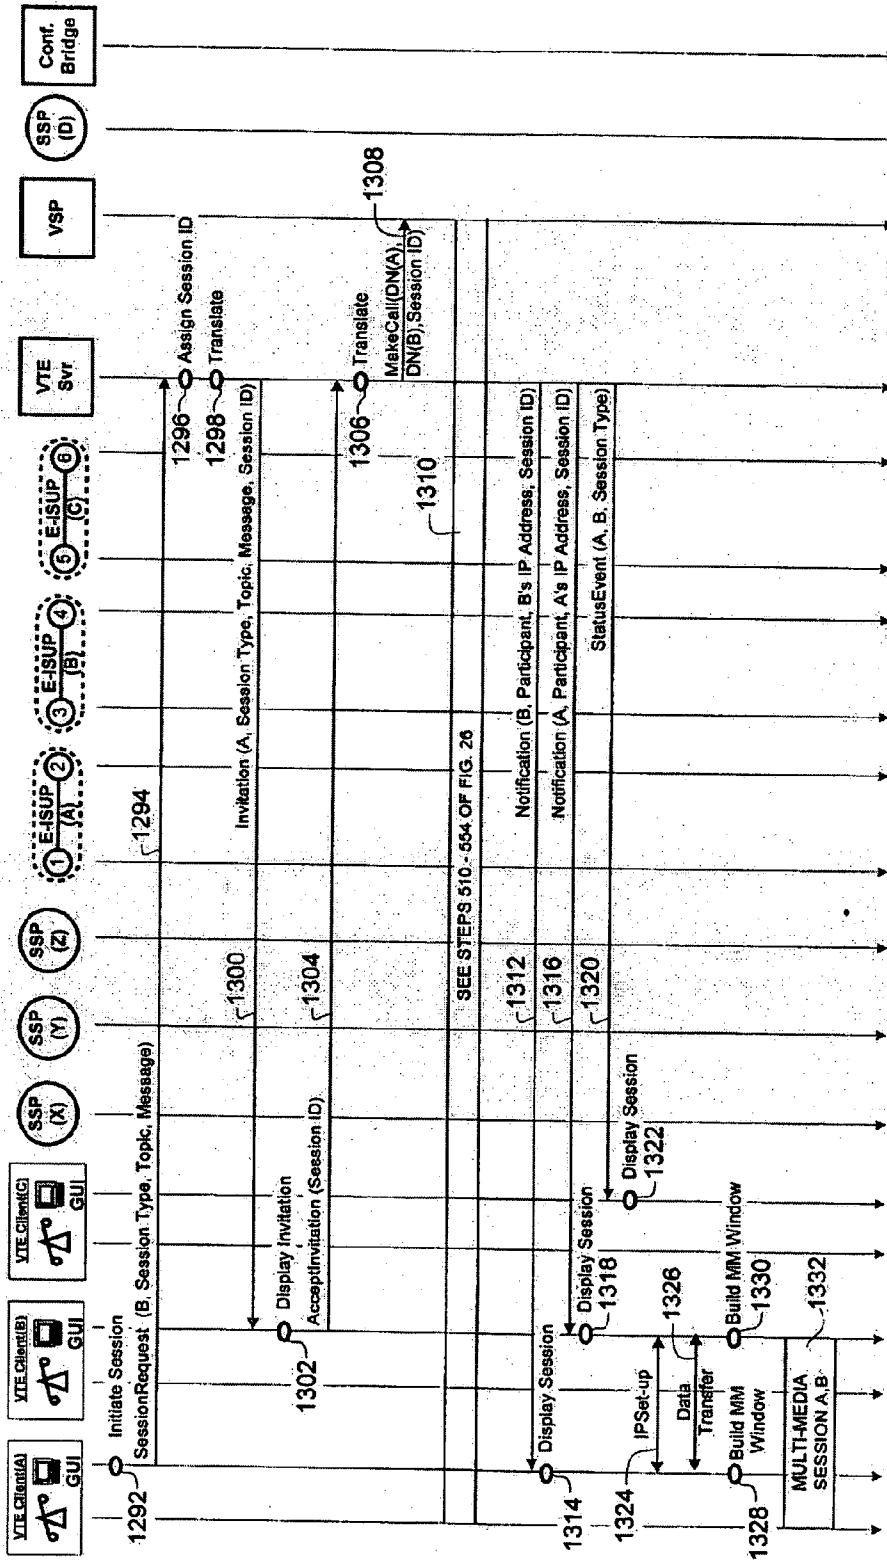 VTE Client(A)
GUI
VTE Client(B)
GUI
VTE Client(C)
GUI
SSP
(X)
SSP
(Y)
SSP
(Z)
E-ISUP
(A)
1
2
E-ISUP
(B)
3
4
E-ISUP
(C)
5
6
VTE
Svr
VSP
SSP
(D)
Conf.
Bridge
Initiate Session
1292
SessionRequest (B, Session Type, Topic, Message)
1294
Assign Session ID
1296
Translate
1298
Invitation (A, Session Type, Topic, Message, Session ID)
1300
Display Invitation
1302
AcceptInvitation (Session ID)
1304
Translate
1306
MakeCall(DN(A),
DN(B),Session ID)
1308
1310
SEE STEPS 510 - 554 OF FIG. 26
Notification (B, Participant, B's IP Address, Session ID)
1312
Display Session
1314
Notification (A, Participant, A's IP Address, Session ID)
1316
Display Session
1318
StatusEvent (A, B, Session Type)
1320
Display Session
1322
IPSet-up
1324
Data
Transfer
1326
Build MM
Window
1328
Build MM Window
1330
MULTI-MEDIA
SESSION A,B
1332